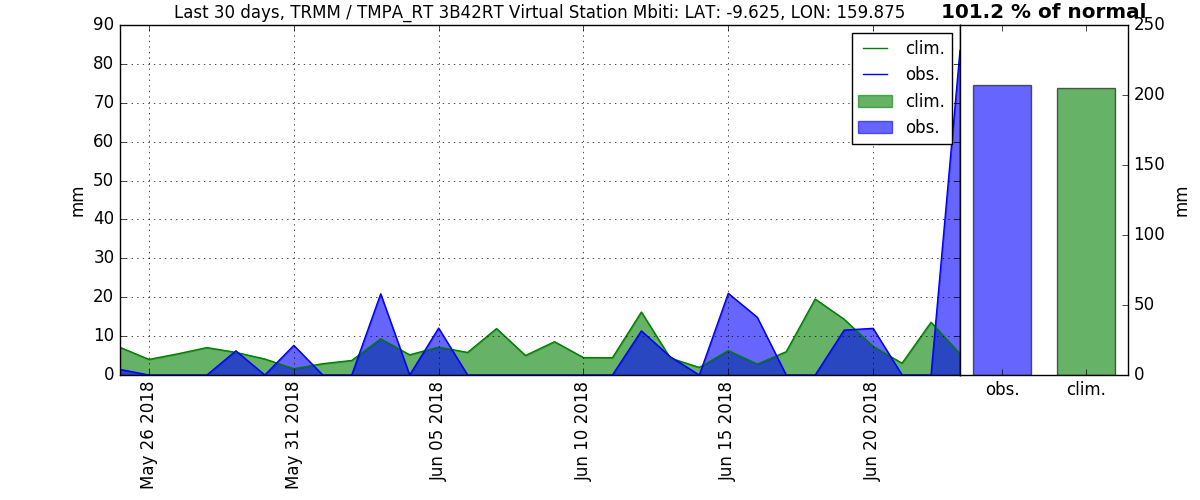 Last 30 days, TRMM / TMPA_RT 3B42RT Virtual Station Mbiti: LAT: -9.625, LON: 159.875
101.2 % of normal
90
80
70
60
50
40
30
20
10
0
mm
clim.
obs.
clim.
obs.
250
200
150
100
50
0
mm
May 26 2018
May 31 2018
Jun 05 2018
Jun 10 2018
Jun 15 2018
Jun 20 2018
obs.
clim.